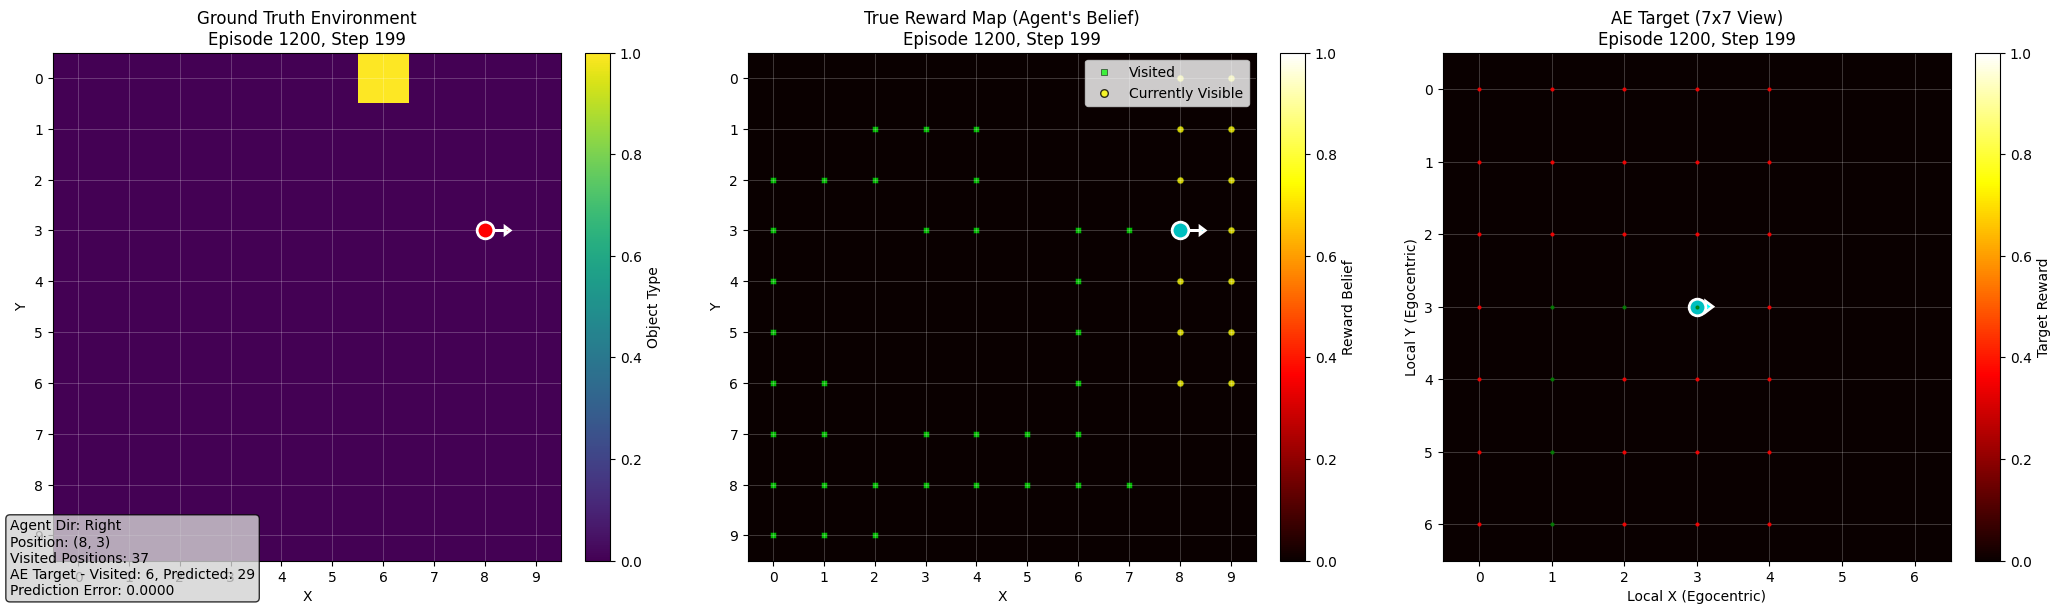 Ground Truth Environment
Episode 1200, Step 199
0
1
2
3
4
5
6
7
8
Y
0 1 2 3 4 5 6 7 8 9
X
Agent Dir: Right
Position: (8, 3)
Visited Positions: 37
AE Target - Visited: 6, Predicted: 29
Prediction Error: 0.0000
1.0
0.8
0.6
0.4
0.2
0.0
Object Type
True Reward Map (Agent's Belief)
Episode 1200, Step 199
Visited
Currently Visible
0
1
2
3
4
5
6
7
8
9
Y
0 1 2 3 4 5 6 7 8 9
X
1.0
0.8
0.6
0.4
0.2
0.0
Reward Belief
AE Target (7x7 View)
Episode 1200, Step 199
0
1
2
3
4
5
6
Local Y (Egocentric)
0 1 2 3 4 5 6
Local X (Egocentric)
1.0
0.8
0.6
0.4
0.2
0.0
Target Reward